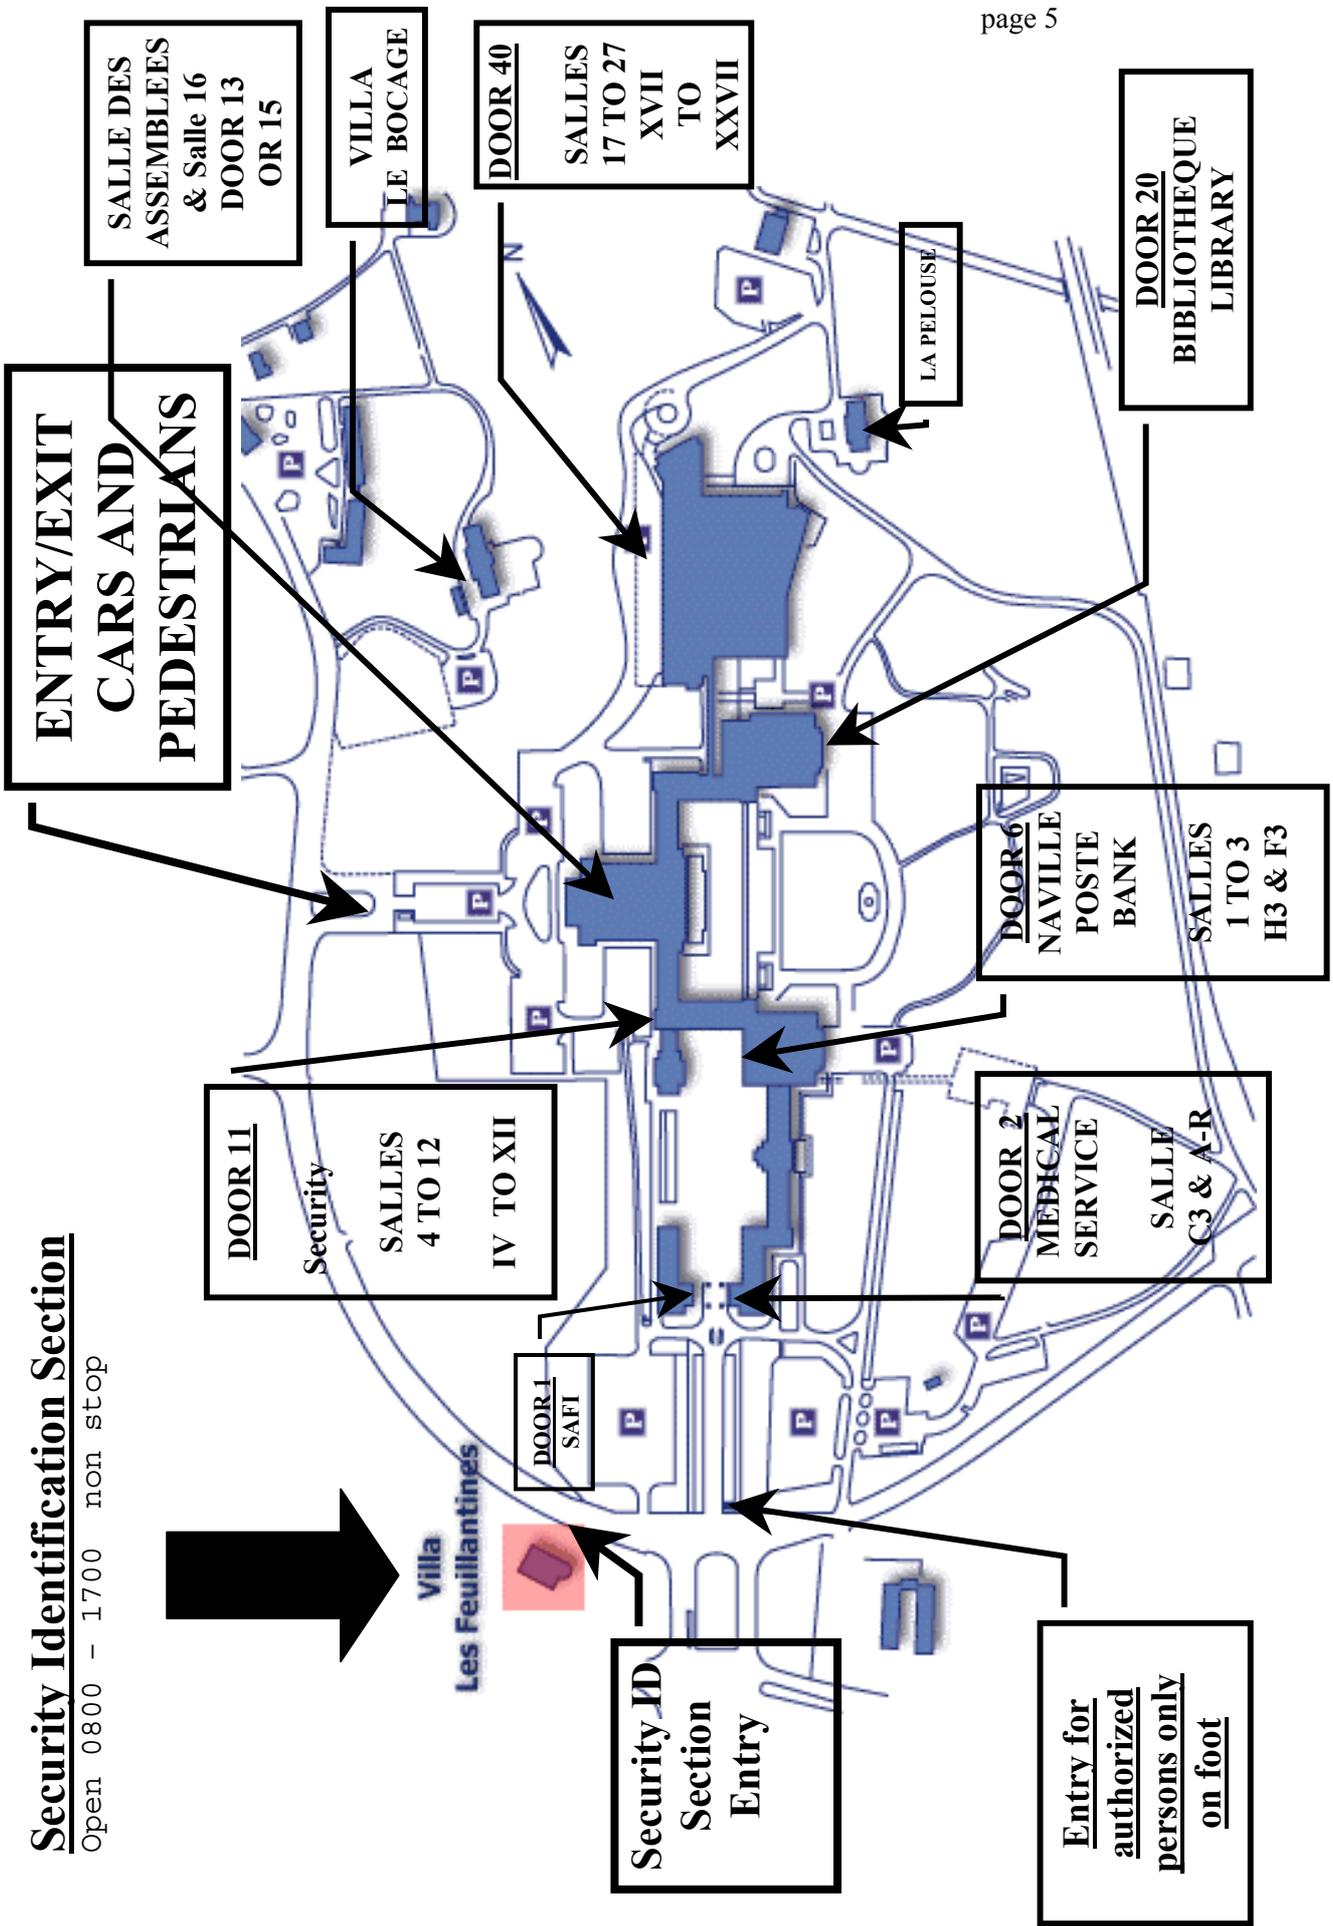 page 5
Security Identification Section
Open 0800 – 1700 non stop
ENTRY/EXIT
CARS AND
PEDESTRIANS
SALLE DES
ASSEMBLEES
& Salle 16
DOOR 13
OR 15
VILLA
LE BOCAGE
DOOR 40
SALLES
17 TO 27
XVII
TO
XXVII
N
LA PELOUSE
DOOR 20
BIBLIOTHEQUE
LIBRARY
DOOR 6
NAVILLE
POSTE
BANK
SALLES
1 TO 3
H3 & F3
DOOR 2
MEDICAL
SERVICE
SALLE
C3 & A-R
DOOR 11
Security
SALLES
4 TO 12
IV TO XII
DOOR 1
SAFI
Villa
Les Feuillantines
Security ID
Section
Entry
Entry for
authorized
persons only
on foot
P
P
P
P
P
P
P
P
P
P
P
P